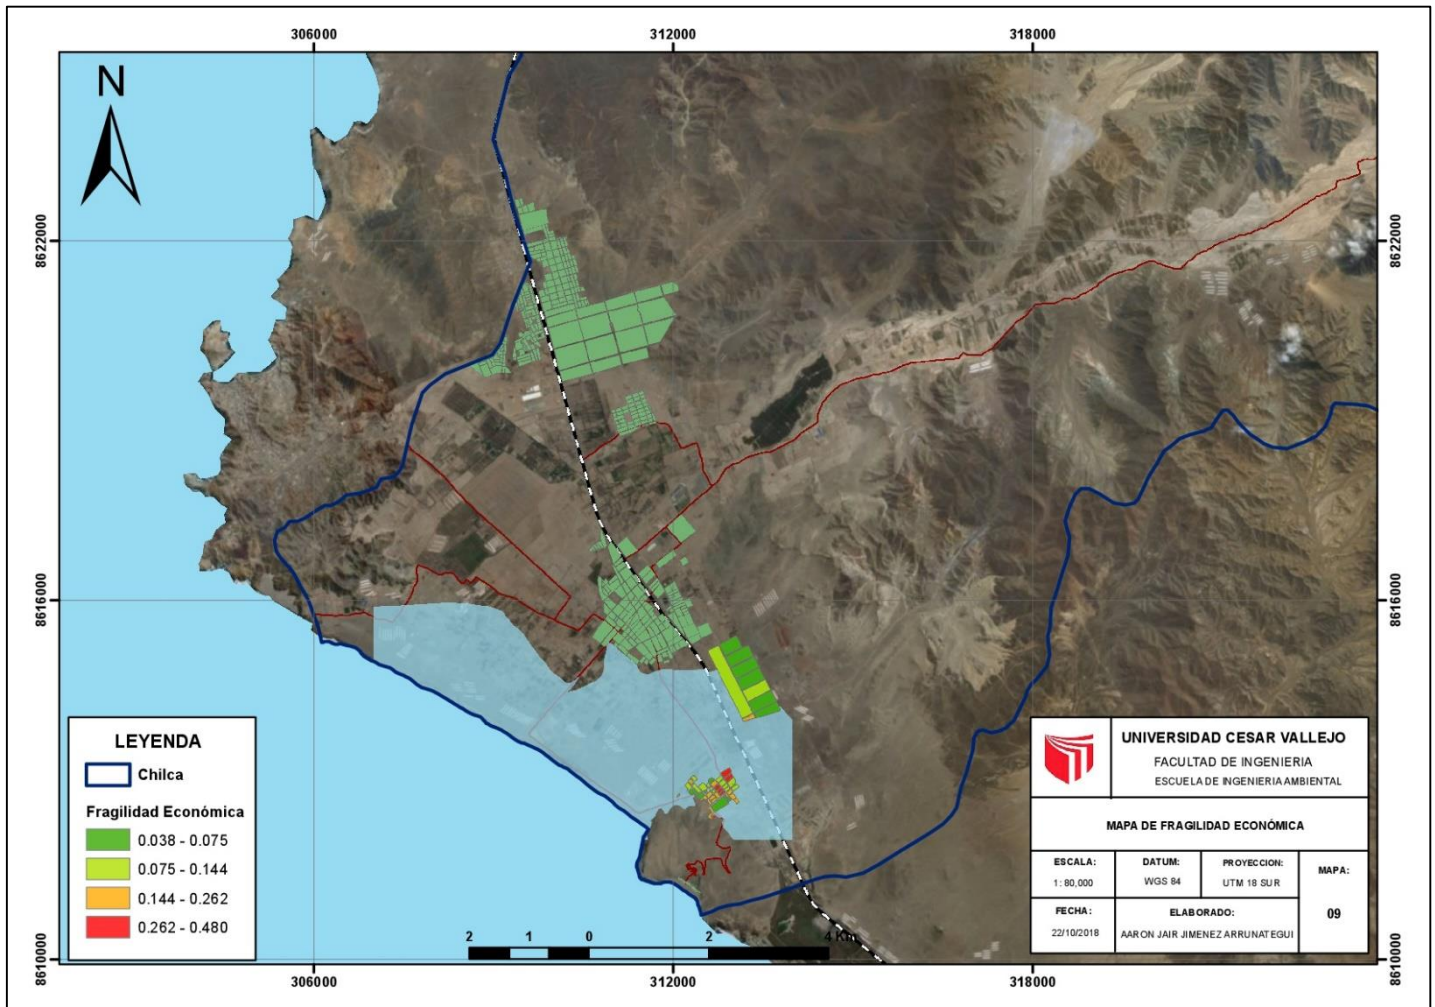 306000
312000
318000
N
8622000
8622000
8616000
8616000
LEYENDA
Chilca
Fragilidad Económica
0.038 - 0.075
0.075 - 0.144
0.144 - 0.262
0.262 - 0.480
2 1 0 2 4 Km
UNIVERSIDAD CESAR VALLEJO
FACULTAD DE INGENIERIA
ESCUELA DE INGENIERIA AMBIENTAL
MAPA DE FRAGILIDAD ECONÓMICA
ESCALA:
1: 80,000
DATUM:
WGS 84
PROYECCION:
UTM 18 SUR
MAPA:
09
FECHA:
22/10/2018
ELABORADO:
AARON JAIR JIMENEZ ARRUNATEGUI
8610000
8610000
306000
312000
318000